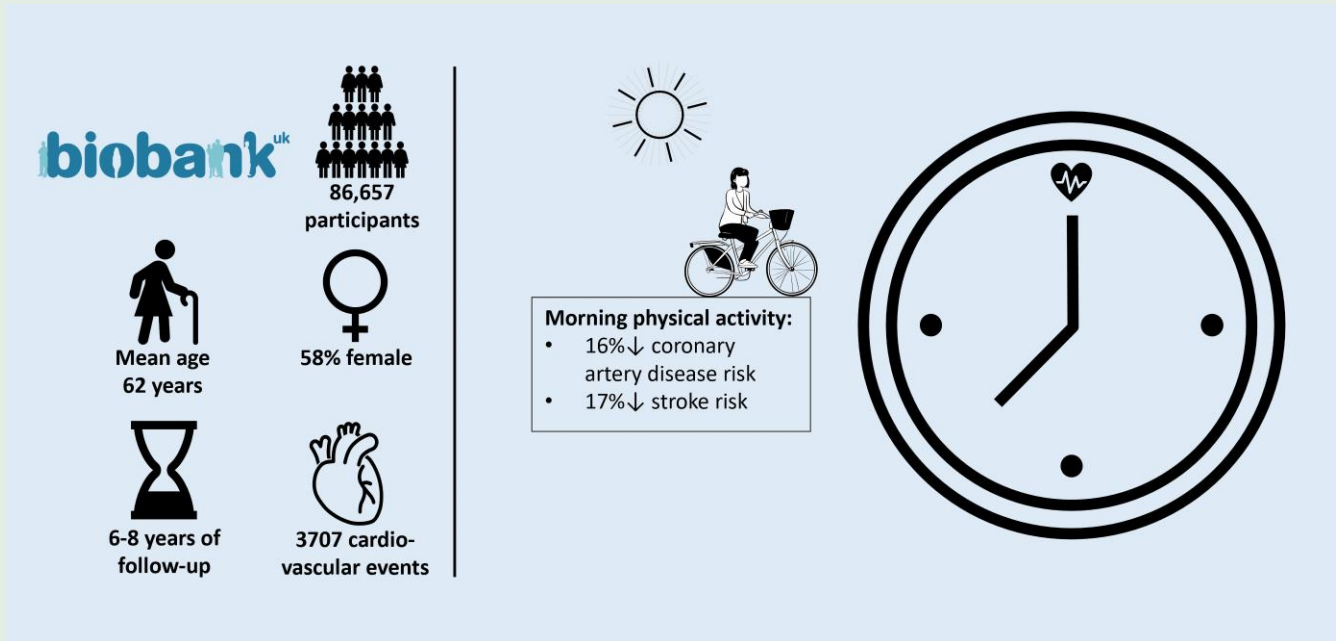 biobank uk
86,657
participants
Mean age
62 years
58% female
6-8 years of
follow-up
3707 cardio-
vascular events
Morning physical activity:
• 16%↓ coronary
artery disease risk
• 17%↓ stroke risk